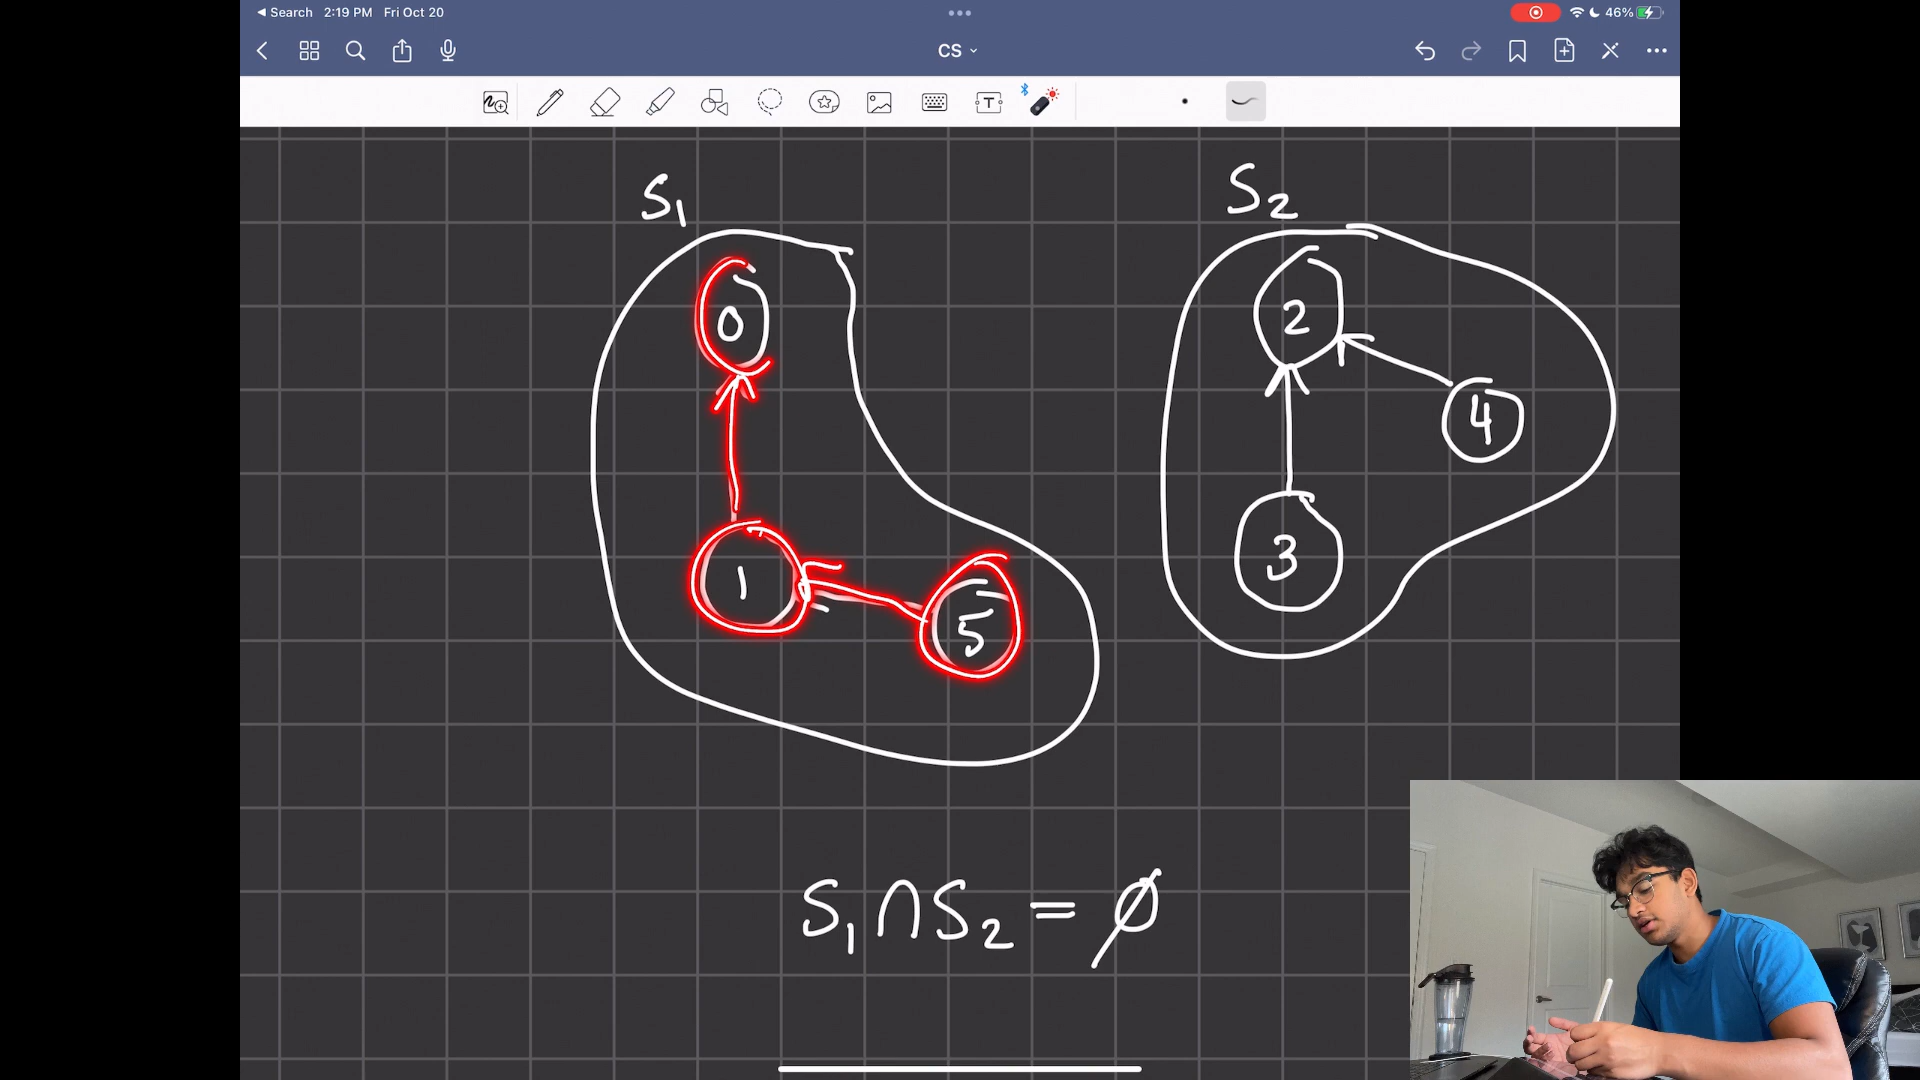 Search 2:19 PM Fri Oct 20
46%
CS
T
S₁
S₂
0
2
4
1
3
5
S₁ ∩ S₂ = ∅